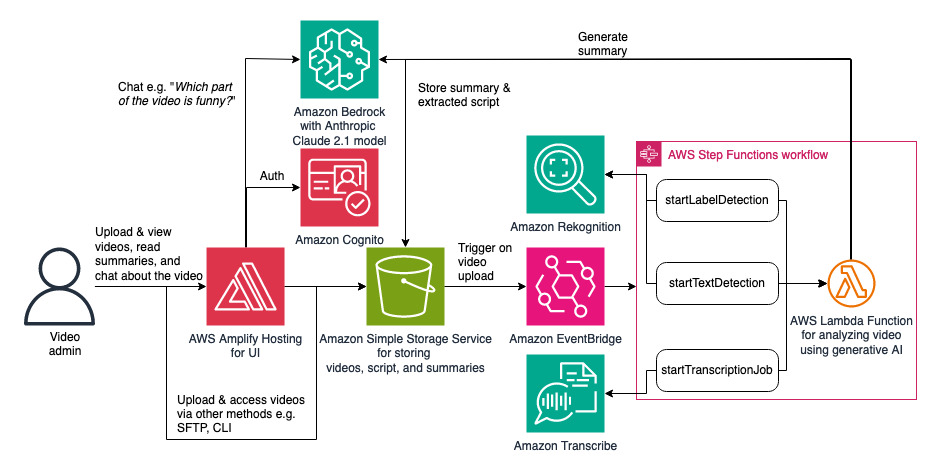 Generate
summary
Chat e.g. "Which part
of the video is funny?"
Store summary &
extracted script
Amazon Bedrock
with Anthropic
Claude 2.1 model
AWS Step Functions workflow
Auth
startLabelDetection
Amazon Cognito
Amazon Rekognition
Upload & view
videos, read
summaries, and
chat about the video
Trigger on
video
upload
startTextDetection
Video
admin
AWS Amplify Hosting
for UI
Amazon Simple Storage Service
for storing
videos, script, and summaries
Amazon EventBridge
AWS Lambda Function
for analyzing video
using generative AI
startTranscriptionJob
Upload & access videos
via other methods e.g.
SFTP, CLI
Amazon Transcribe